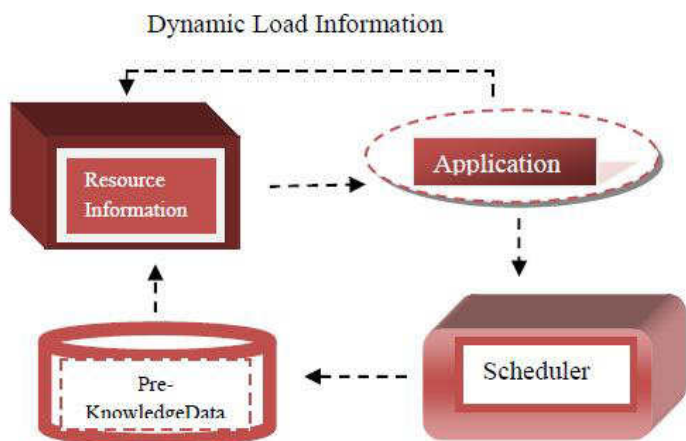 Dynamic Load Information
Resource
Information
Application
Pre-
KnowledgeData
Scheduler